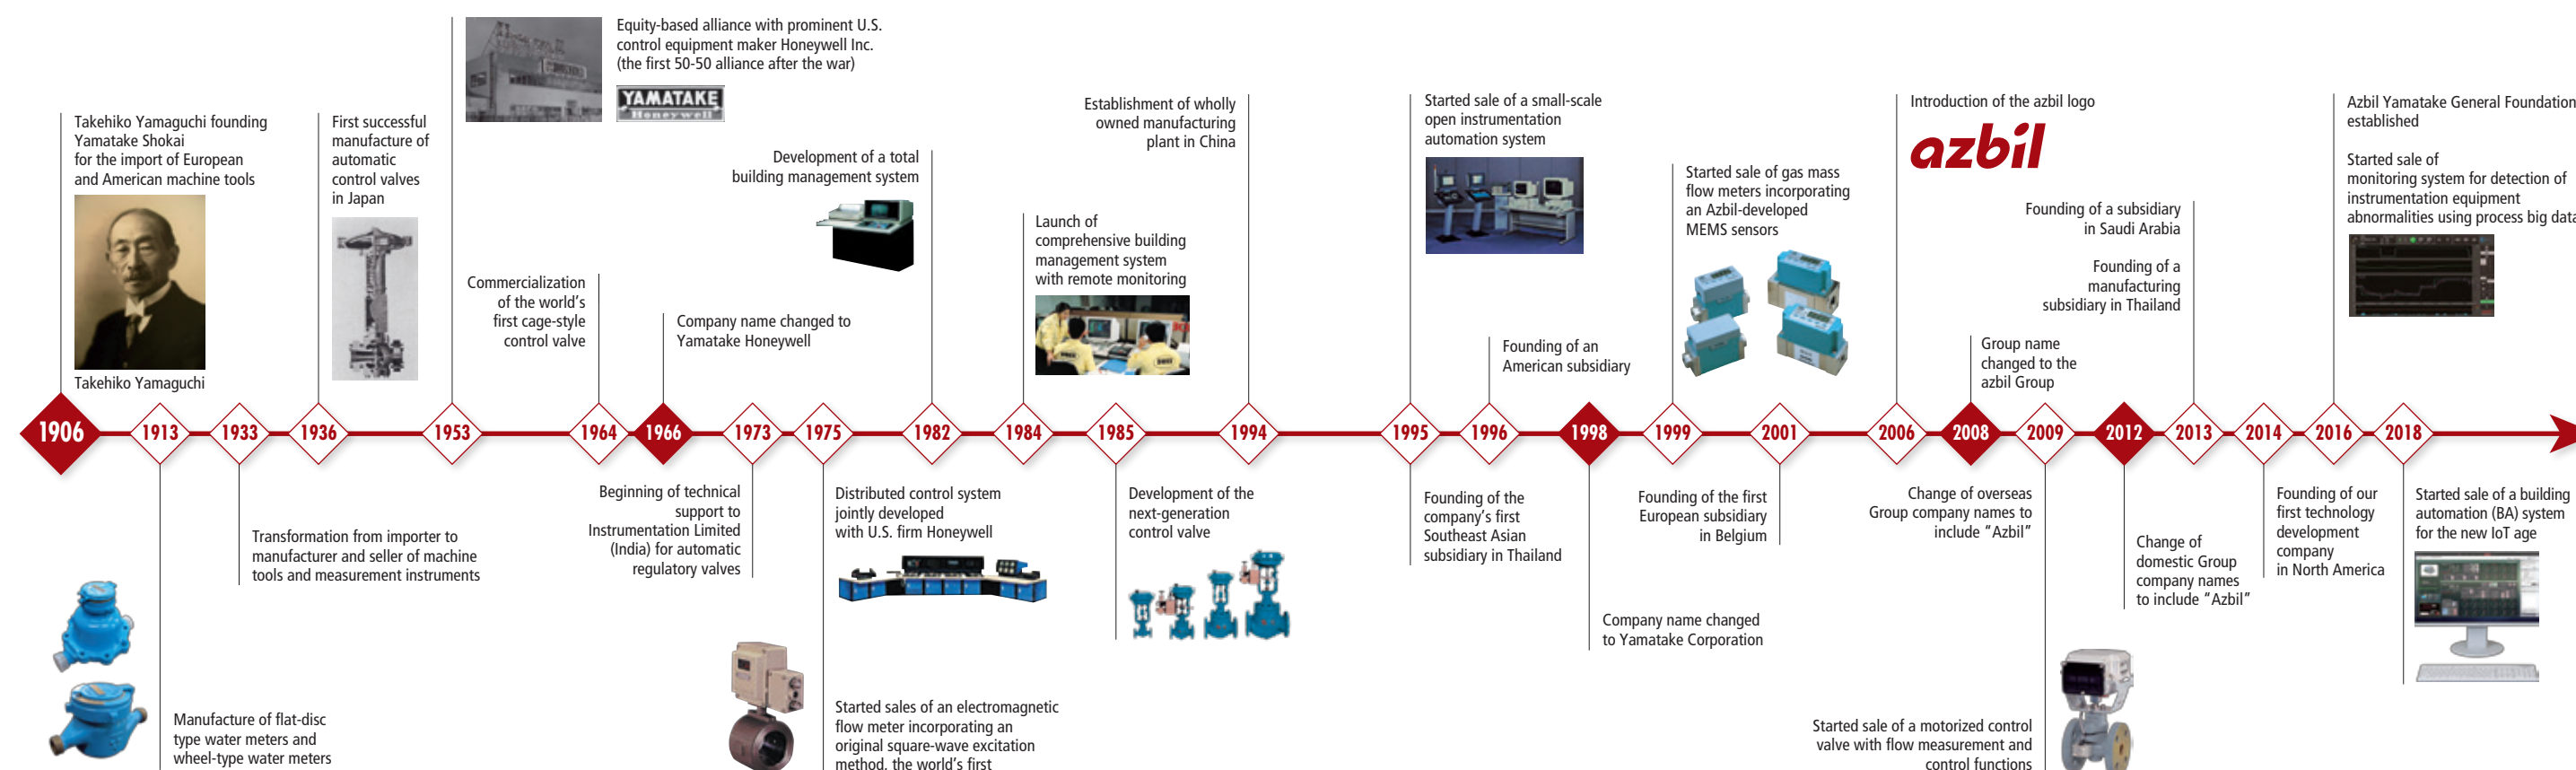 Takehiko Yamaguchi founding
Yamatake Shokai
for the import of European
and American machine tools
Takehiko Yamaguchi
First successful
manufacture of
automatic
control valves
in Japan
Equity-based alliance with prominent U.S.
control equipment maker Honeywell Inc.
(the first 50-50 alliance after the war)
YAMATAKE
Honeywell
Commercialization
of the world's
first cage-style
control valve
Company name changed to
Yamatake Honeywell
Development of a total
building management system
Launch of
comprehensive building
management system
with remote monitoring
Establishment of wholly
owned manufacturing
plant in China
Started sale of a small-scale
open instrumentation
automation system
Founding of an
American subsidiary
Started sale of gas mass
flow meters incorporating
an Azbil-developed
MEMS sensors
Introduction of the azbil logo
azbil
Group name
changed to the
azbil Group
Founding of a subsidiary
in Saudi Arabia
Founding of a
manufacturing
subsidiary in Thailand
Azbil Yamatake General Foundation
established
Started sale of
monitoring system for detection of
instrumentation equipment
abnormalities using process big data
1906
1913
1933
1936
1953
1964
1966
1973
1975
1982
1984
1985
1994
1995
1996
1998
1999
2001
2006
2008
2009
2012
2013
2014
2016
2018
Manufacture of flat-disc
type water meters and
wheel-type water meters
Transformation from importer to
manufacturer and seller of machine
tools and measurement instruments
Beginning of technical
support to
Instrumentation Limited
(India) for automatic
regulatory valves
Distributed control system
jointly developed
with U.S. firm Honeywell
Started sales of an electromagnetic
flow meter incorporating an
original square-wave excitation
method, the world's first
Development of the
next-generation
control valve
Founding of the
company's first
Southeast Asian
subsidiary in Thailand
Company name changed
to Yamatake Corporation
Founding of the first
European subsidiary
in Belgium
Change of overseas
Group company names to
include "Azbil"
Started sale of a motorized control
valve with flow measurement and
control functions
Change of
domestic Group
company names
to include "Azbil"
Founding of our
first technology
development
company
in North America
Started sale of a building
automation (BA) system
for the new IoT age